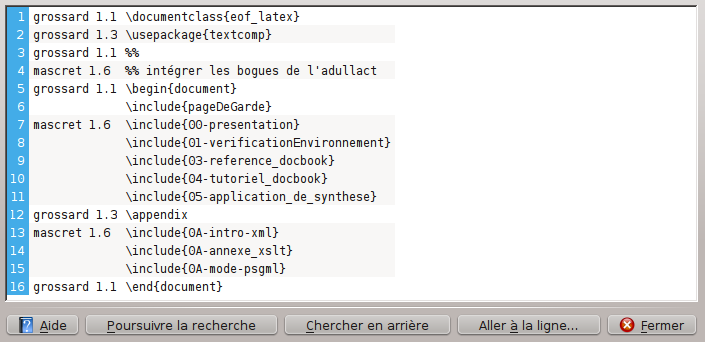 1 grossard 1.1 \documentclass{eof_latex}
2 grossard 1.3 \usepackage{textcomp}
3 grossard 1.1 %%
4 mascret 1.6 %% intégrer les bogues de l'adullact
5 grossard 1.1 \begin{document}
6 \include{pageDeGarde}
7 mascret 1.6 \include{00-presentation}
8 \include{01-verificationEnvironnement}
9 \include{03-reference_docbook}
10 \include{04-tutoriel_docbook}
11 \include{05-application_de_synthese}
12 grossard 1.3 \appendix
13 mascret 1.6 \include{0A-intro-xml}
14 \include{0A-annexe_xslt}
15 \include{0A-mode-psgml}
16 grossard 1.1 \end{document}
Aide Poursuivre la recherche Chercher en arrière Aller à la ligne... Fermer